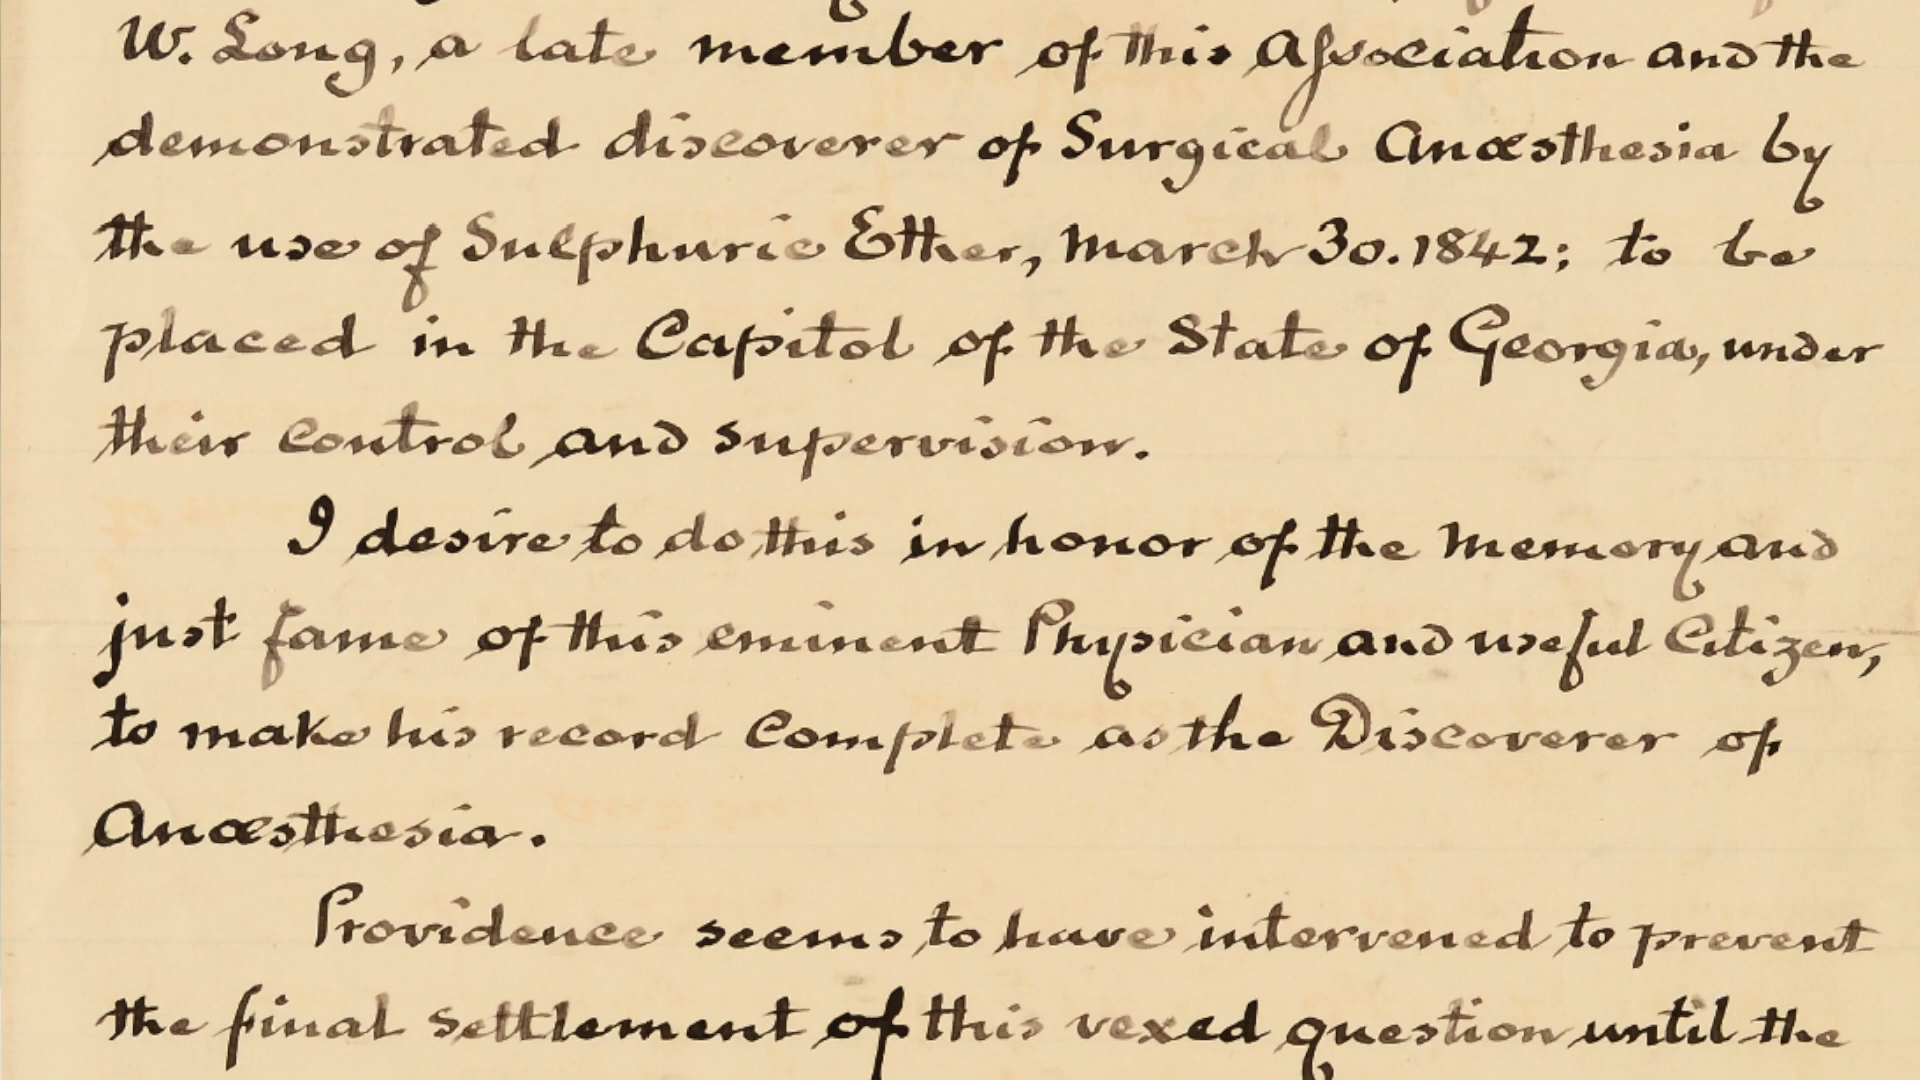 W. Long, a late member of this Association and the
demonstrated discoverer of Surgical Anæsthesia by
the use of Sulphuric Ether, March 30. 1842; to be
placed in the Capitol of the State of Georgia, under
their control and supervision.
I desire to do this in honor of the memory and
just fame of this eminent Physician and useful Citizen,
to make his record complete as the Discoverer of
Anæsthesia.
Providence seems to have intervened to prevent
the final settlement of this vexed question until the